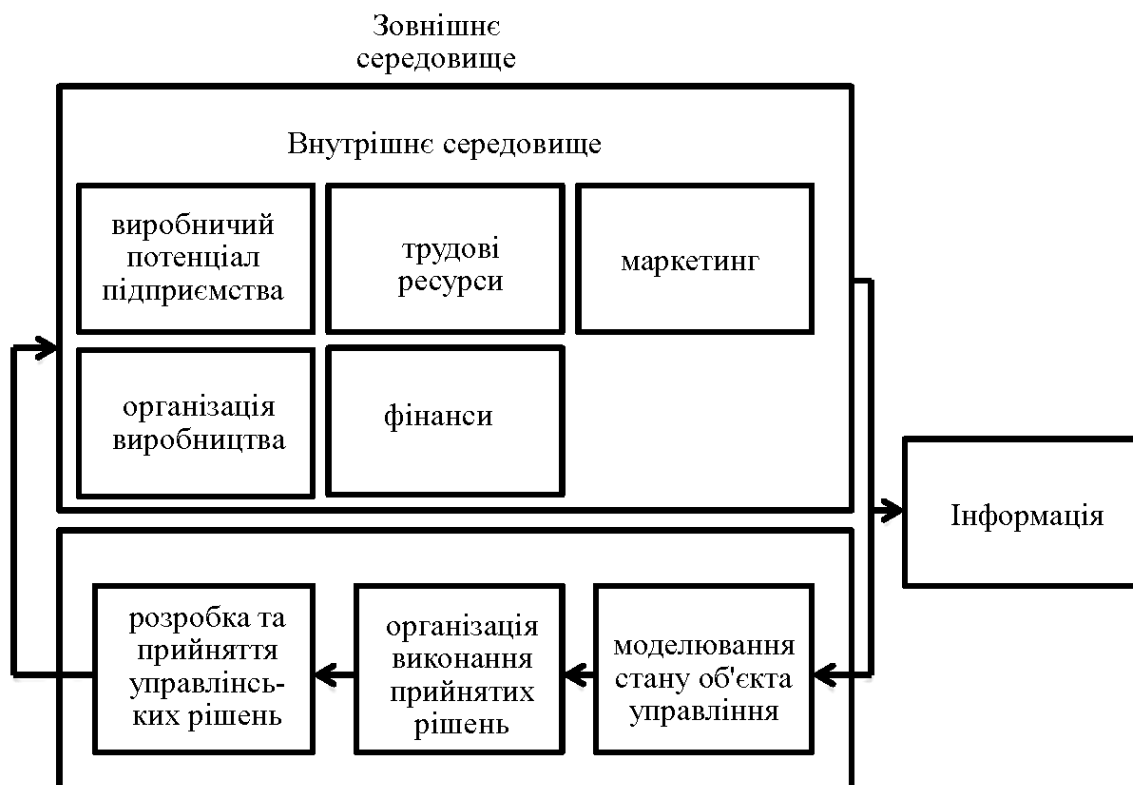 Зовнішнє
середовище
Внутрішнє середовище
виробничий
потенціал
підприємства
трудові
ресурси
маркетинг
організація
виробництва
фінанси
Інформація
розробка та
прийняття
управлінсь-
ких рішень
організація
виконання
прийнятих
рішень
моделювання
стану об'єкта
управління